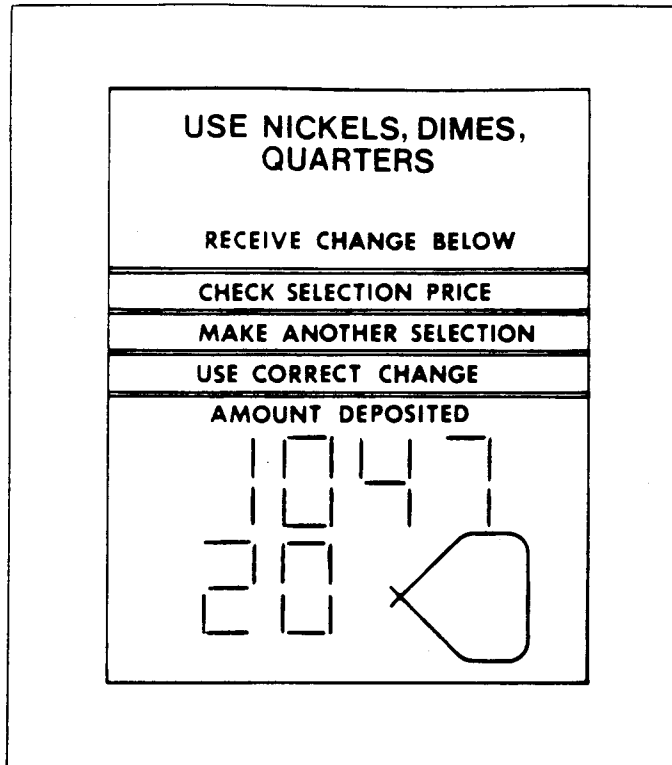 USE NICKELS, DIMES,
QUARTERS
RECEIVE CHANGE BELOW
CHECK SELECTION PRICE
MAKE ANOTHER SELECTION
USE CORRECT CHANGE
AMOUNT DEPOSITED
1047
20